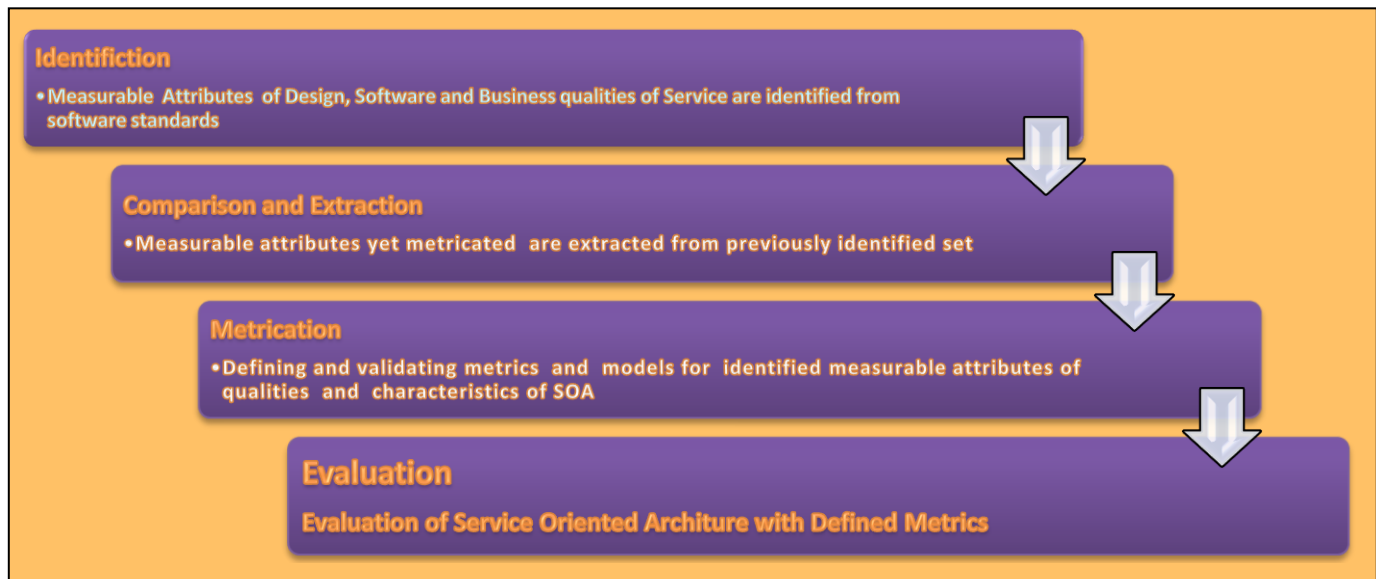 Identifiction
•Measurable Attributes of Design, Software and Business qualities of Service are identified from
software standards
Comparison and Extraction
•Measurable attributes yet metricated are extracted from previously identified set
Metrication
•Defining and validating metrics and models for identified measurable attributes of
qualities and characteristics of SOA
Evaluation
Evaluation of Service Oriented Architure with Defined Metrics